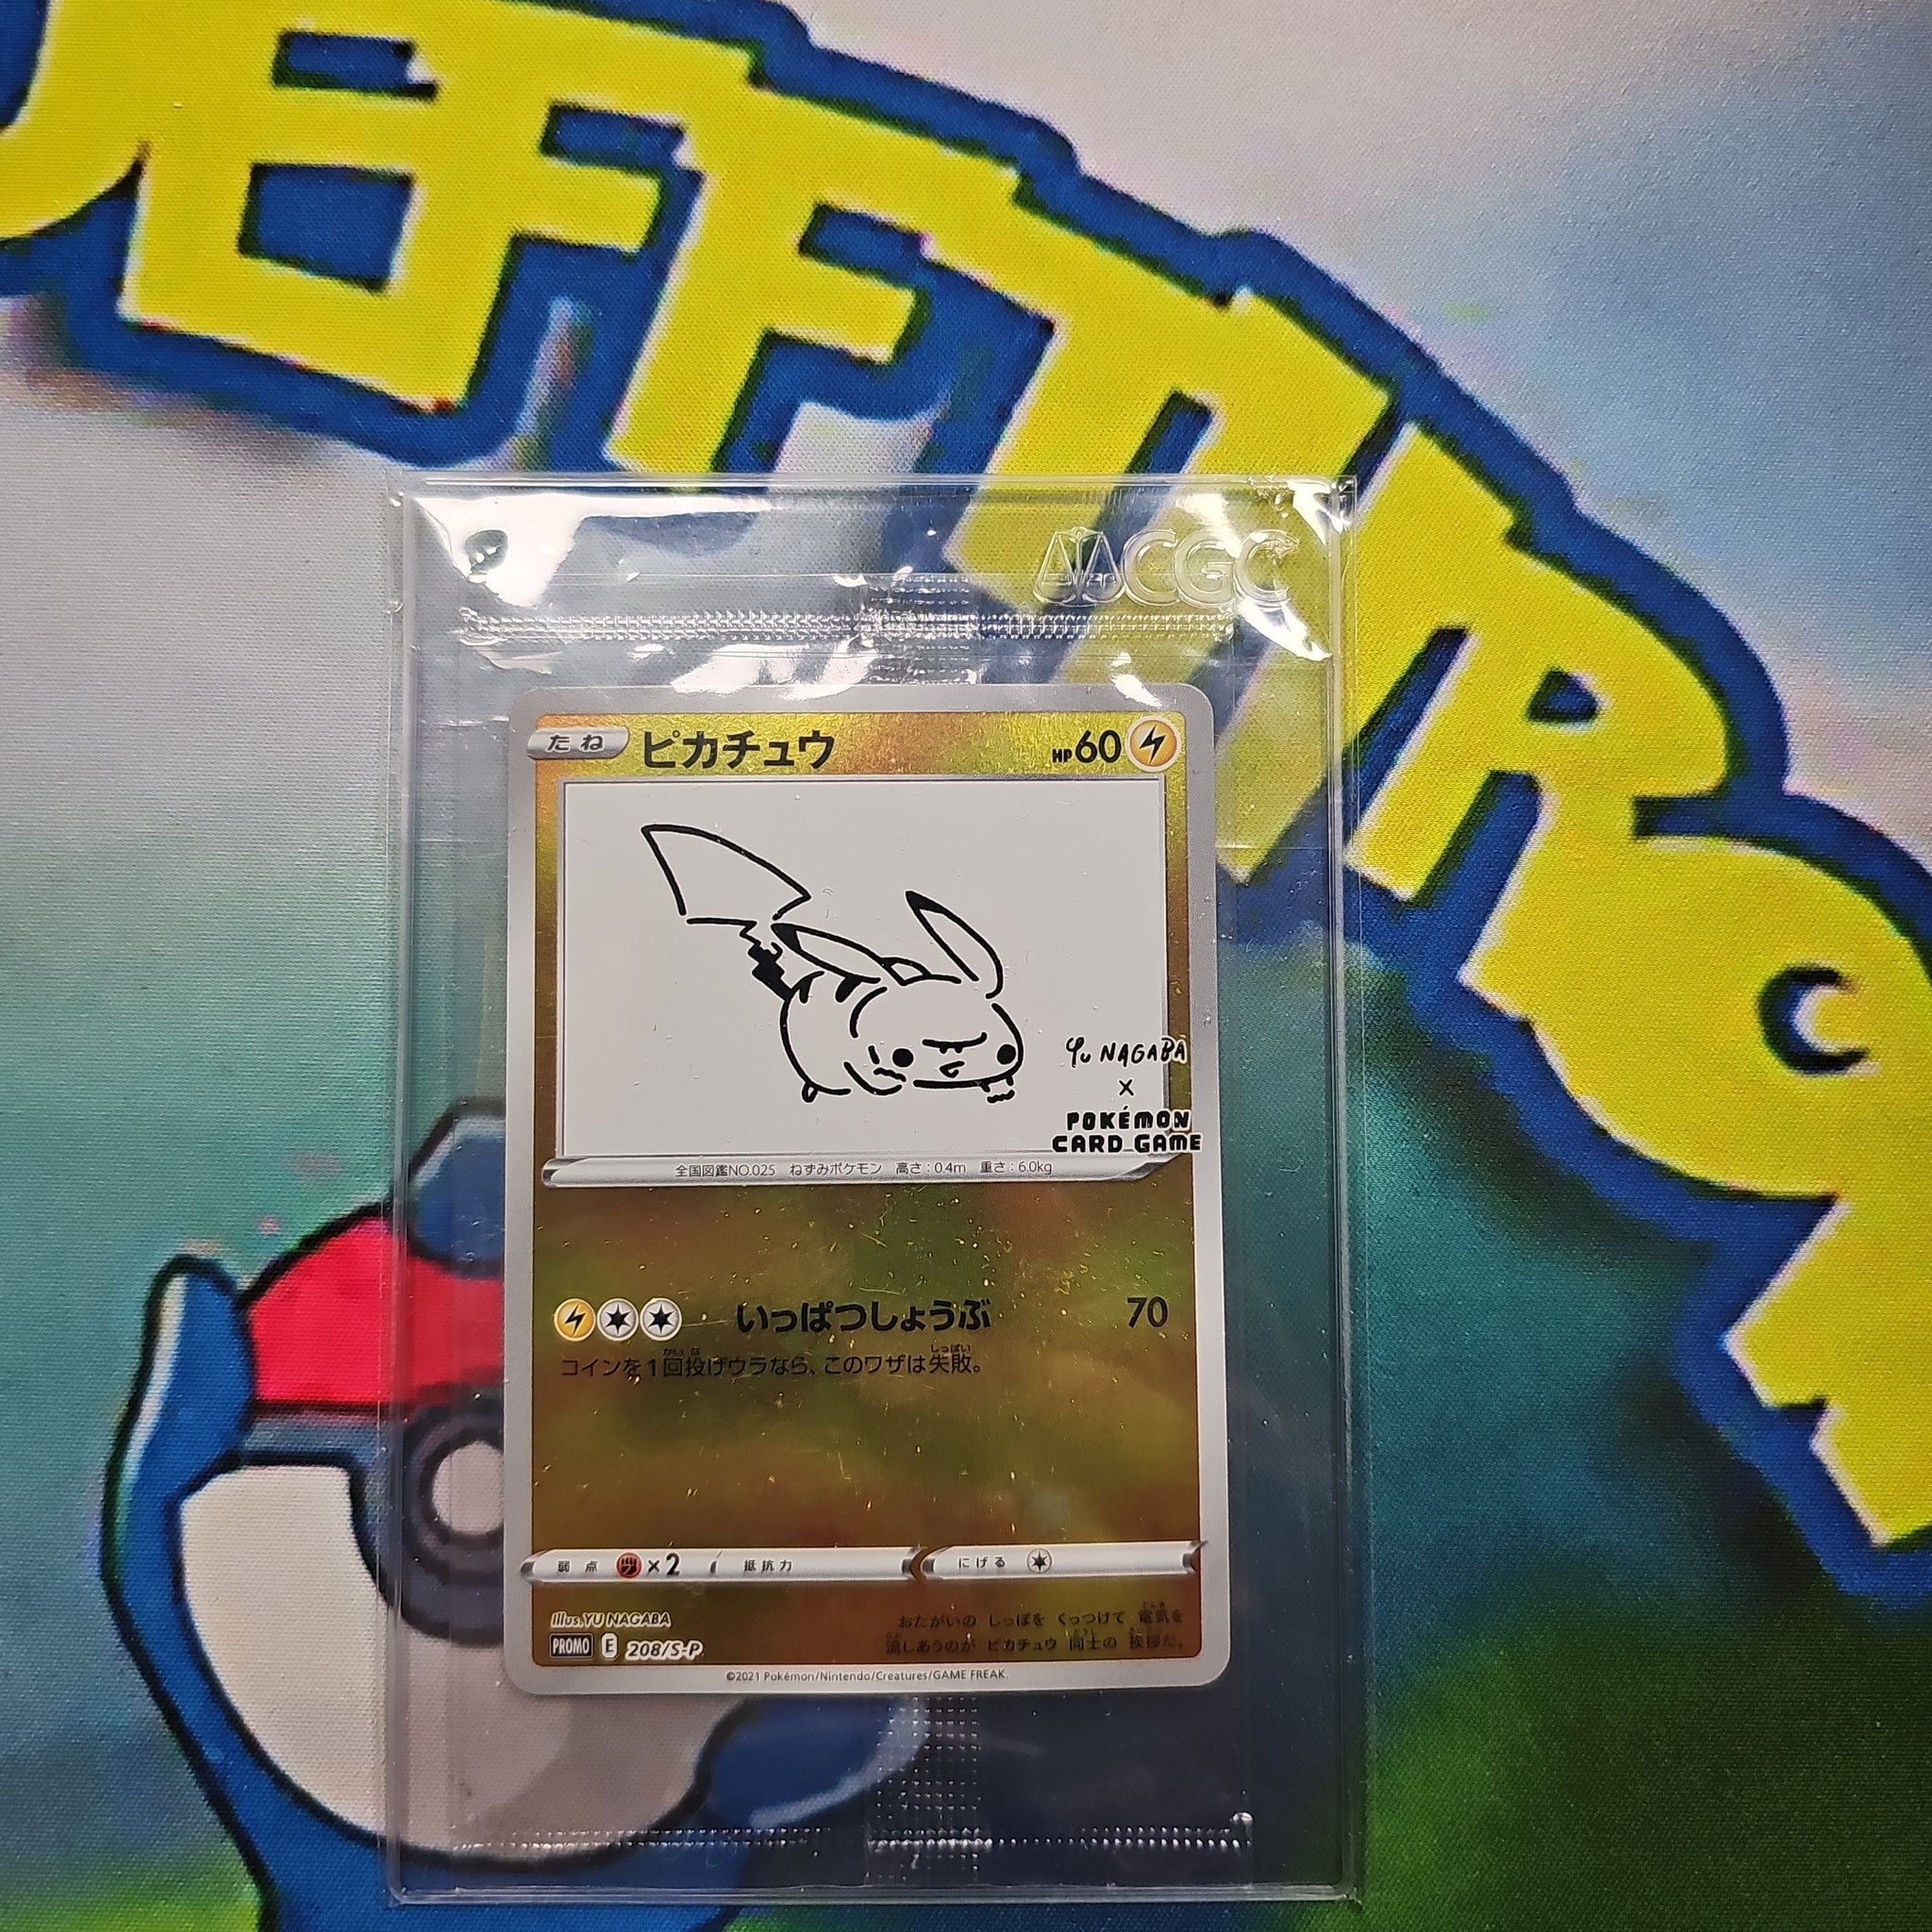 CGC
たね ピカチュウ HP60
Yu NAGABA
×
POKÉMON
CARD GAME
全国図鑑NO.025 ねずみポケモン 高さ：0.4m 重さ：6.0kg
いっぱつしょうぶ 70
コインを1回投げウラなら、このワザは失敗。
弱点 ×2 抵抗力 にげる
Illus.YU NAGABA
おたがいの しっぽを くっつけて 電気を
流しあうのが ピカチュウ 同士の 挨拶だ。
PROMO E 208/S-P
©2021 Pokémon/Nintendo/Creatures/GAME FREAK.